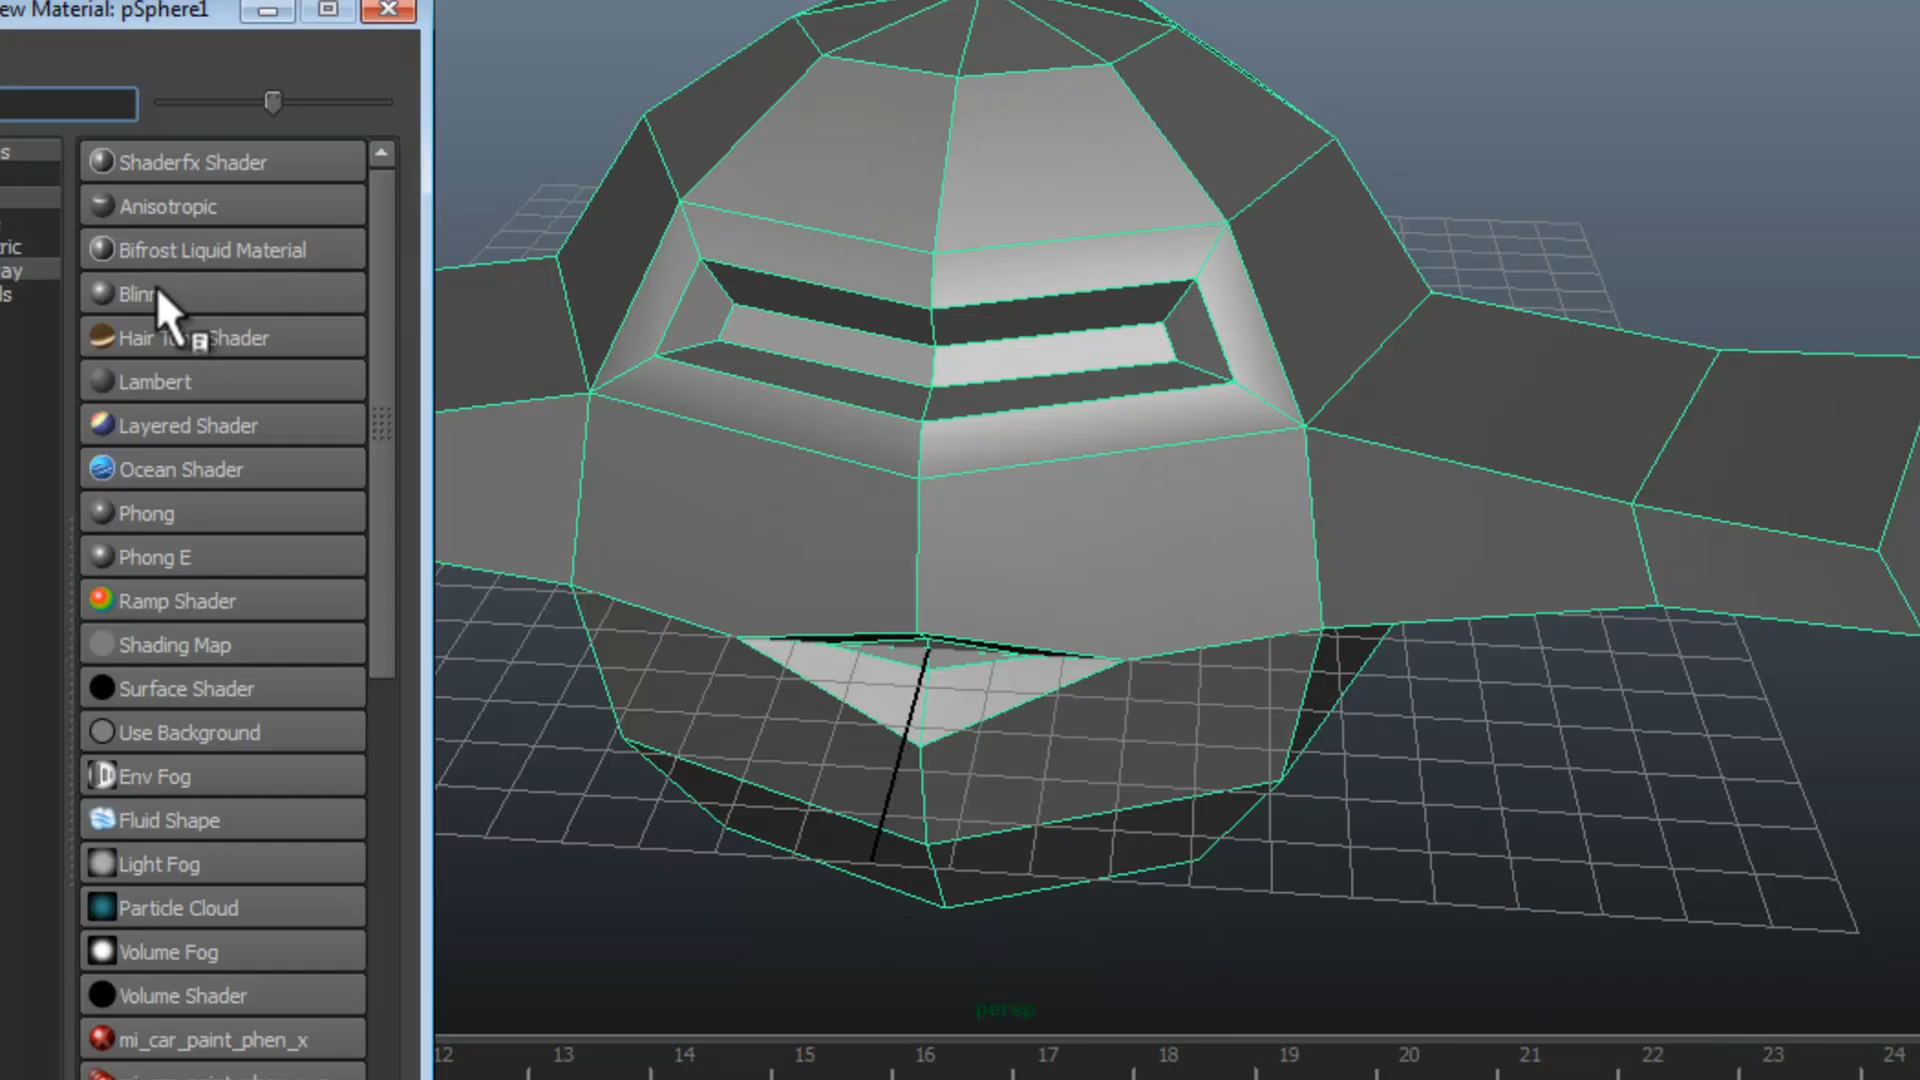 ew Material: pSphere1
s
ric
ay
ls
Shaderfx Shader
Anisotropic
Bifrost Liquid Material
Blinn
Hair Tube Shader
Lambert
Layered Shader
Ocean Shader
Phong
Phong E
Ramp Shader
Shading Map
Surface Shader
Use Background
Env Fog
Fluid Shape
Light Fog
Particle Cloud
Volume Fog
Volume Shader
mi_car_paint_phen_x
persp
12 13 14 15 16 17 18 19 20 21 22 23 24